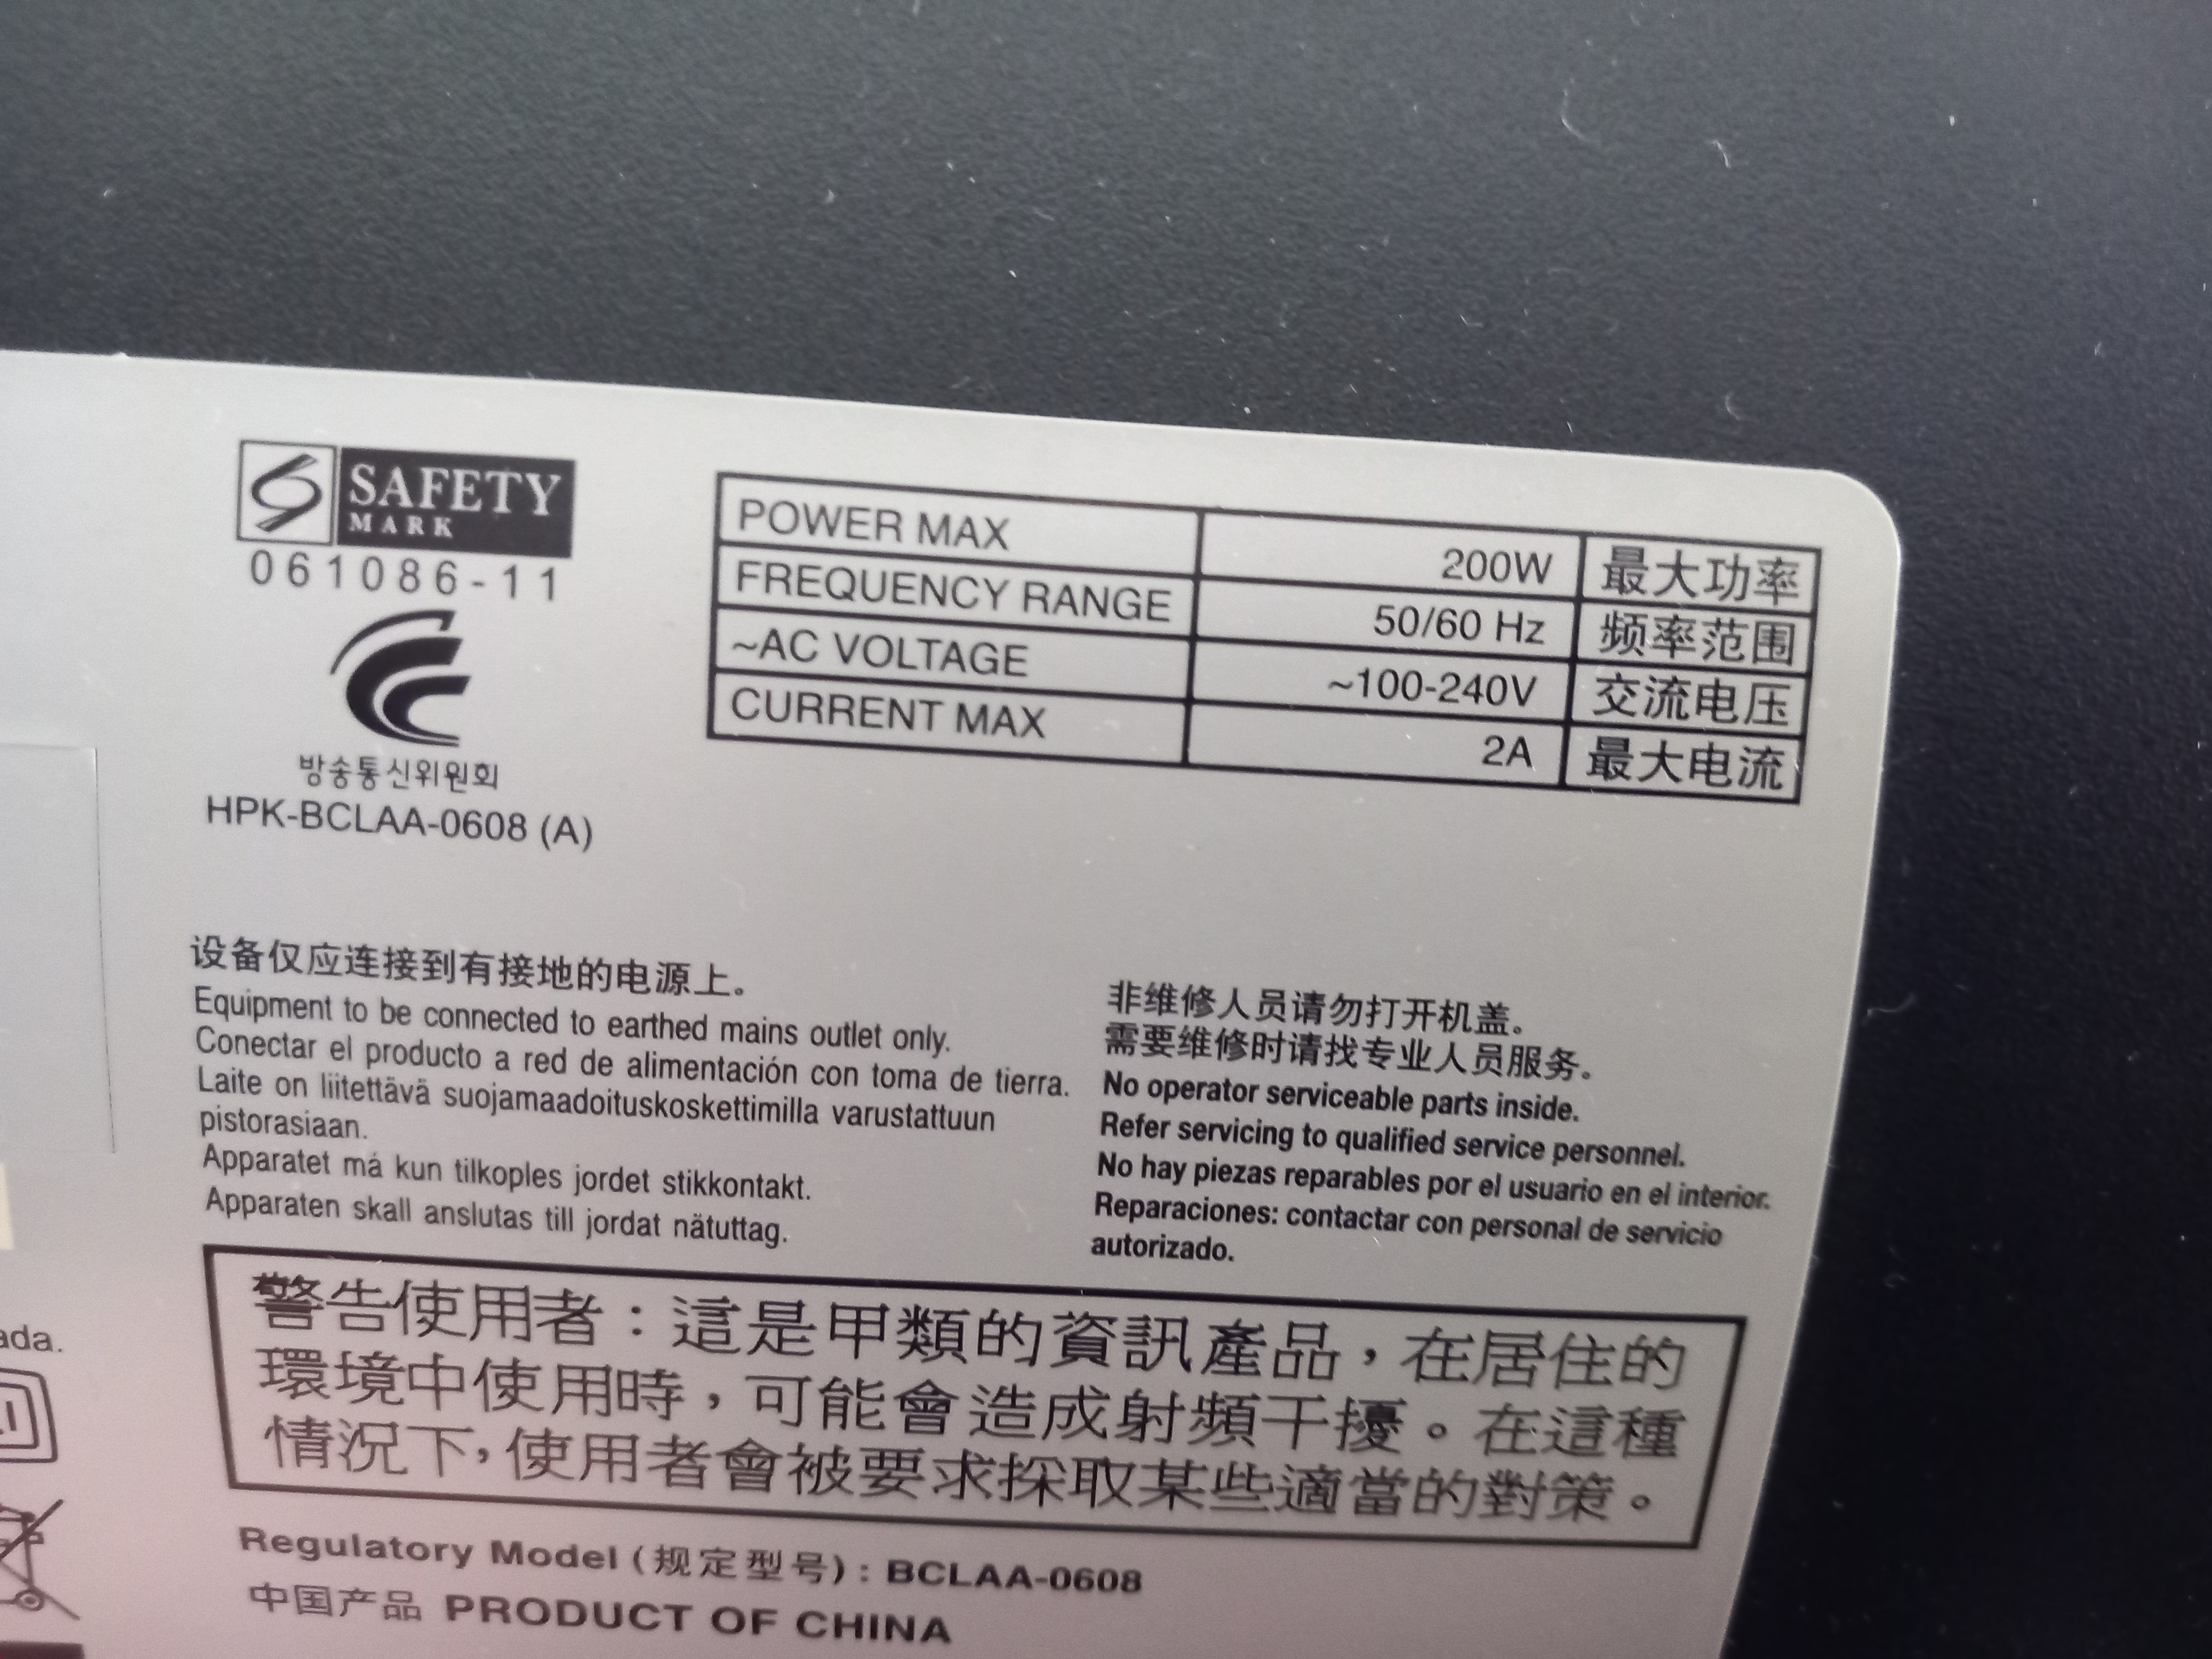 SAFETY
MARK
061086-11
방송통신위원회
HPK-BCLAA-0608 (A)
POWER MAX 200W 最大功率
FREQUENCY RANGE 50/60 Hz 频率范围
~AC VOLTAGE ~100-240V 交流电压
CURRENT MAX 2A 最大电流
设备仅应连接到有接地的电源上。
Equipment to be connected to earthed mains outlet only.
Conectar el producto a red de alimentación con toma de tierra.
Laite on liitettävä suojamaadoituskoskettimilla varustattuun
pistorasiaan.
Apparatet må kun tilkoples jordet stikkontakt.
Apparaten skall anslutas till jordat nätuttag.
非维修人员请勿打开机盖。
需要维修时请找专业人员服务。
No operator serviceable parts inside.
Refer servicing to qualified service personnel.
No hay piezas reparables por el usuario en el interior.
Reparaciones: contactar con personal de servicio
autorizado.
ada.
警告使用者：這是甲類的資訊產品，在居住的
環境中使用時，可能會造成射頻干擾。在這種
情況下，使用者會被要求採取某些適當的對策。
Regulatory Model (规定型号) : BCLAA-0608
中国产品 PRODUCT OF CHINA